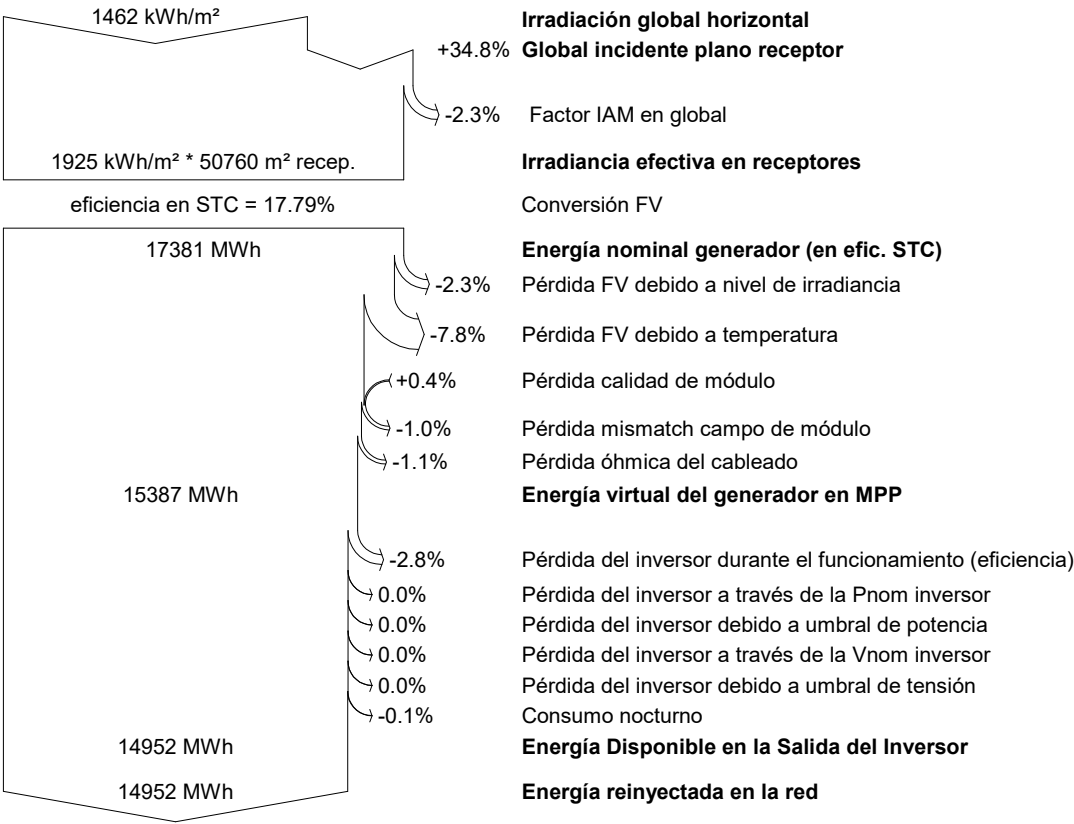 1462 kWh/m² Irradiación global horizontal
+34.8% Global incidente plano receptor
-2.3% Factor IAM en global
1925 kWh/m² * 50760 m² recep. Irradiancia efectiva en receptores
eficiencia en STC = 17.79% Conversión FV
17381 MWh Energía nominal generador (en efic. STC)
-2.3% Pérdida FV debido a nivel de irradiancia
-7.8% Pérdida FV debido a temperatura
+0.4% Pérdida calidad de módulo
-1.0% Pérdida mismatch campo de módulo
-1.1% Pérdida óhmica del cableado
15387 MWh Energía virtual del generador en MPP
-2.8% Pérdida del inversor durante el funcionamiento (eficiencia)
0.0% Pérdida del inversor a través de la Pnom inversor
0.0% Pérdida del inversor debido a umbral de potencia
0.0% Pérdida del inversor a través de la Vnom inversor
0.0% Pérdida del inversor debido a umbral de tensión
-0.1% Consumo nocturno
14952 MWh Energía Disponible en la Salida del Inversor
14952 MWh Energía reinyectada en la red